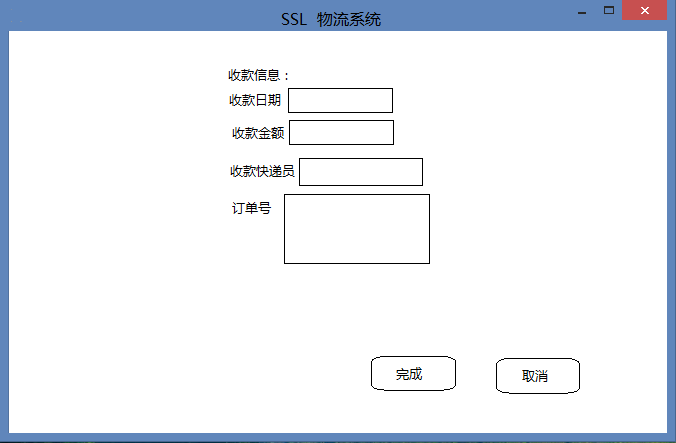 SSL 物流系统
收款信息：
收款日期
收款金额
收款快递员
订单号
完成
取消